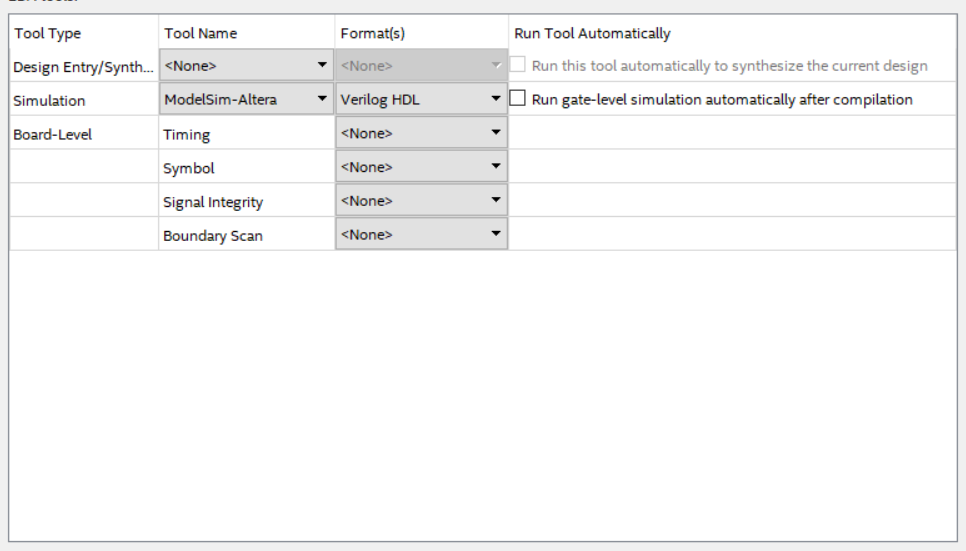 Tool Type Tool Name Format(s) Run Tool Automatically
Design Entry/Synth... <None> <None> Run this tool automatically to synthesize the current design
Simulation ModelSim-Altera Verilog HDL Run gate-level simulation automatically after compilation
Board-Level Timing <None>
Symbol <None>
Signal Integrity <None>
Boundary Scan <None>